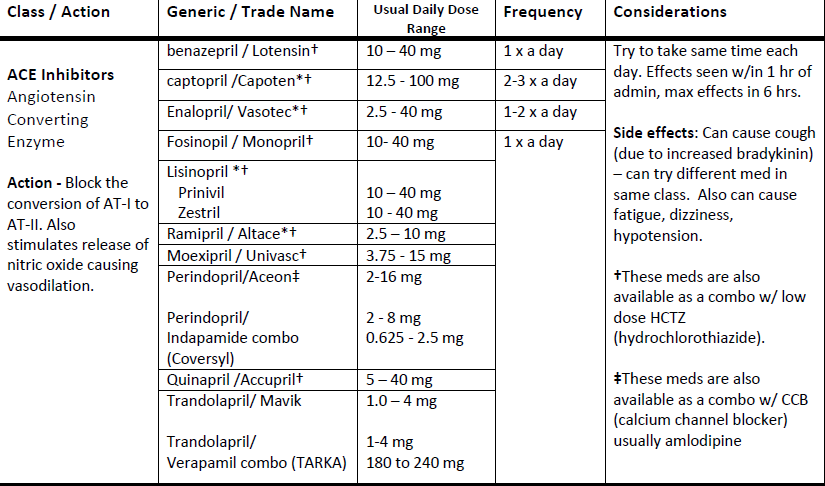 Class / Action
Generic / Trade Name
Usual Daily Dose
Range
Frequency
Considerations
ACE Inhibitors
Angiotensin
Converting
Enzyme
Action - Block the
conversion of AT-I to
AT-II. Also
stimulates release of
nitric oxide causing
vasodilation.
benazepril / Lotensin†
10 – 40 mg
1 x a day
captopril /Capoten*†
12.5 - 100 mg
2-3 x a day
Enalopril/ Vasotec*†
2.5 - 40 mg
1-2 x a day
Fosinopil / Monopril†
10- 40 mg
1 x a day
Lisinopril *†
Prinivil
10 – 40 mg
Zestril
10 - 40 mg
Ramipril / Altace*†
2.5 – 10 mg
Moexipril / Univasc†
3.75 - 15 mg
Perindopril/Aceon‡
2-16 mg
Perindopril/
2 - 8 mg
Indapamide combo
0.625 - 2.5 mg
(Coversyl)
Quinapril /Accupril†
5 – 40 mg
Trandolapril/ Mavik
1.0 – 4 mg
Trandolapril/
1-4 mg
Verapamil combo (TARKA)
180 to 240 mg
Try to take same time each
day. Effects seen w/in 1 hr of
admin, max effects in 6 hrs.
Side effects: Can cause cough
(due to increased bradykinin)
– can try different med in
same class.  Also can cause
fatigue, dizziness,
hypotension.
†These meds are also
available as a combo w/ low
dose HCTZ
(hydrochlorothiazide).
‡These meds are also
available as a combo w/ CCB
(calcium channel blocker)
usually amlodipine